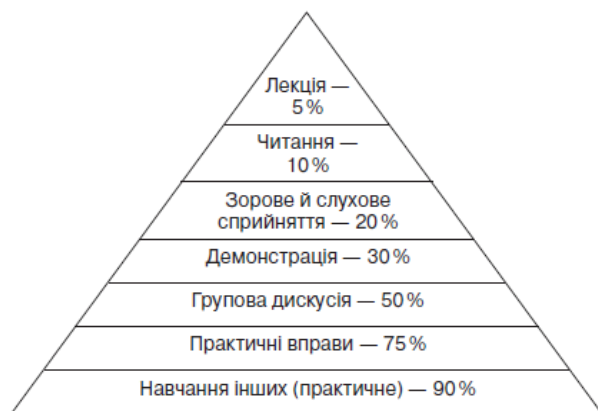 Лекція —
5 %
Читання —
10 %
Зорове й слухове
сприйняття — 20 %
Демонстрація — 30 %
Групова дискусія — 50 %
Практичні вправи — 75 %
Навчання інших (практичне) — 90 %